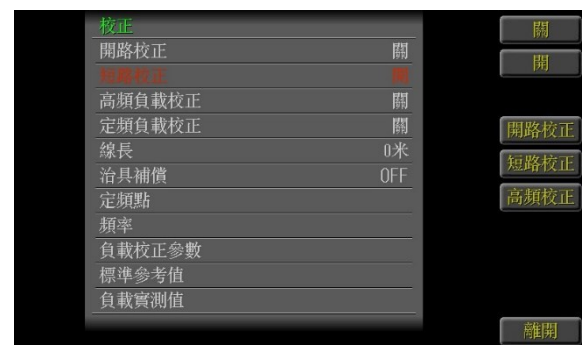 校正
開路校正 關
短路校正 關
高頻負載校正 關
定頻負載校正 關
線長 0米
治具補償 OFF
定頻點
頻率
負載校正參數
標準參考值
負載實測值
關
開
開路校正
短路校正
高頻校正
離開